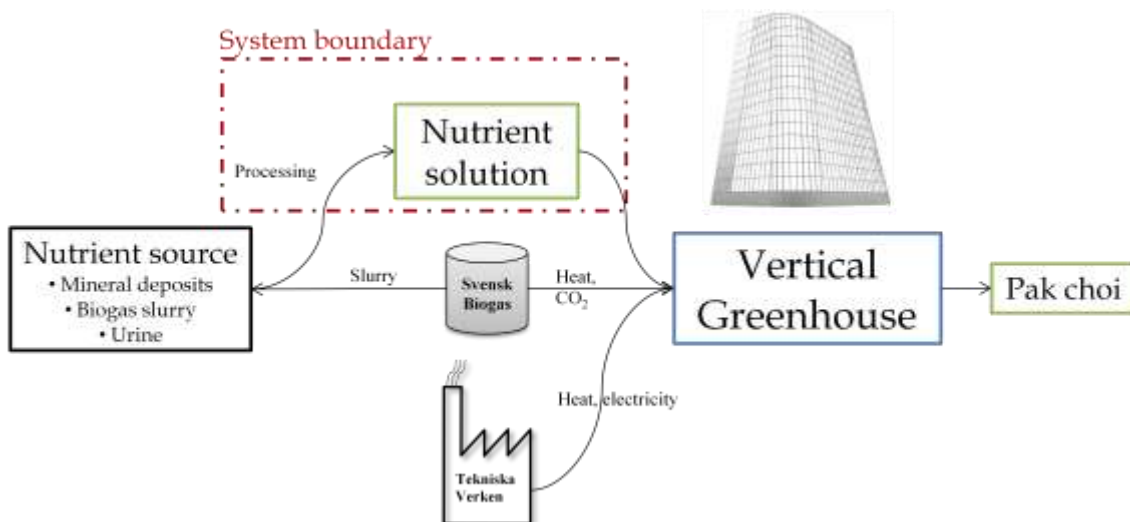 System boundary
Nutrient
solution
Processing
Nutrient source
• Mineral deposits
• Biogas slurry
• Urine
Slurry
Svensk
Biogas
Heat,
CO₂
Vertical
Greenhouse
Pak choi
Heat, electricity
Tekniska
Verken